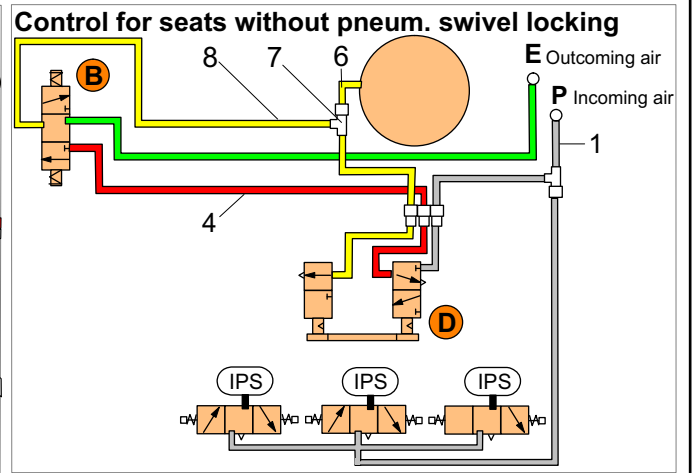 Control for seats without pneum. swivel locking
B
8
7
6
E Outcoming air
P Incoming air
1
4
D
IPS
IPS
IPS